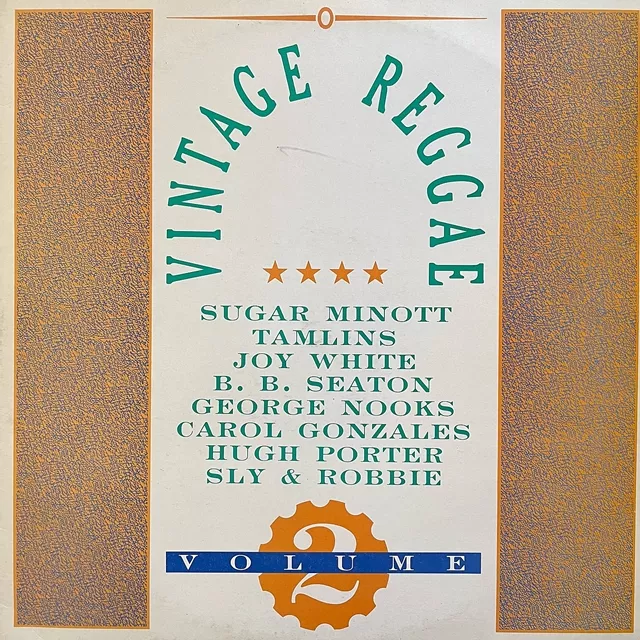 VINTAGE REGGAE
SUGAR MINOTT
TAMLINS
JOY WHITE
B. B. SEATON
GEORGE NOOKS
CAROL GONZALES
HUGH PORTER
SLY & ROBBIE
VOLUME
2